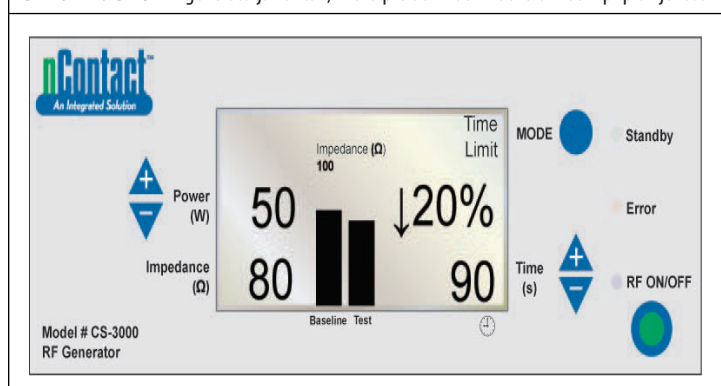 nContact™
An Integrated Solution
Power
(W)
Impedance
(Ω)
50
80
Impedance (Ω)
100
Baseline Test
Time
Limit
↓20%
90
MODE
Time
(s)
Standby
Error
RF ON/OFF
Model # CS-3000
RF Generator